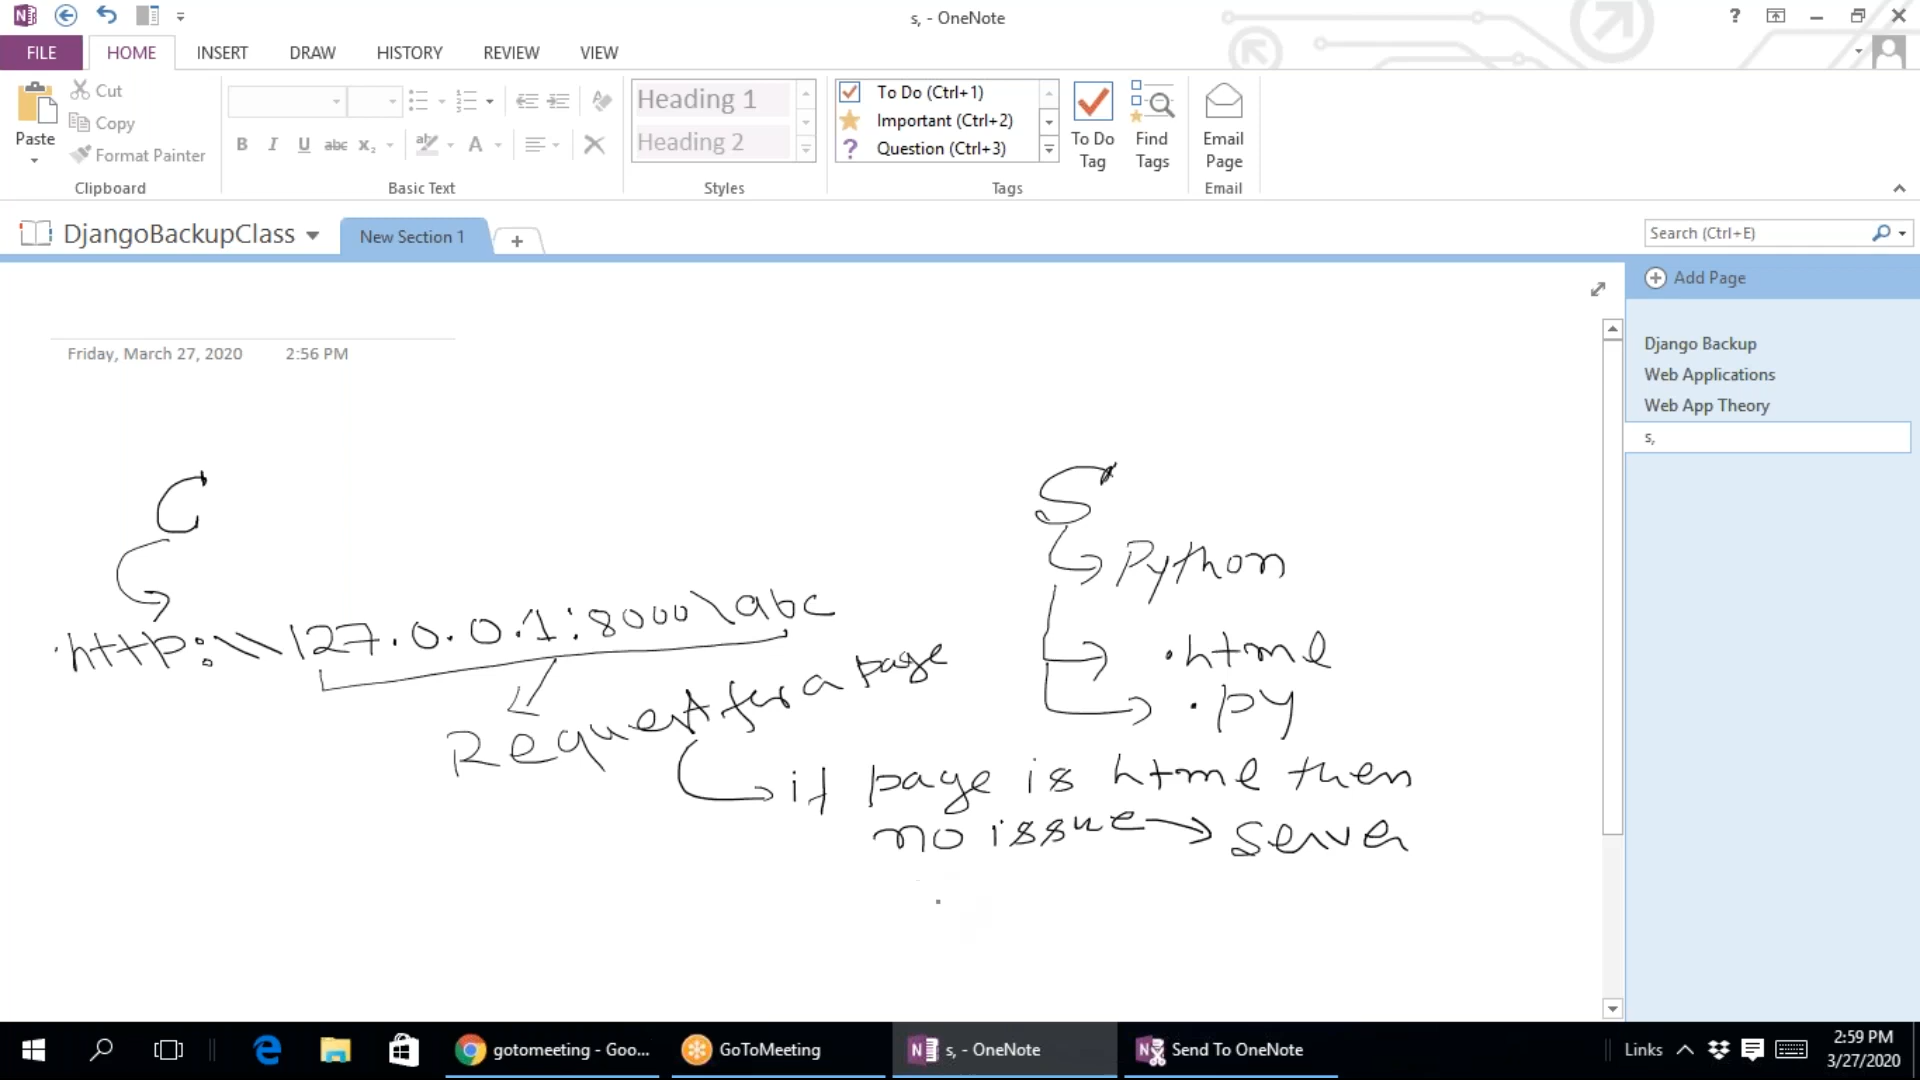 s, - OneNote
?
FILE HOME INSERT DRAW HISTORY REVIEW VIEW
Paste
Cut
Copy
Format Painter
Clipboard
B I U abc x₂ ab A
Basic Text
Heading 1
Heading 2
Styles
To Do (Ctrl+1)
Important (Ctrl+2)
? Question (Ctrl+3)
To Do Tag
Find Tags
Tags
Email Page
Email
DjangoBackupClass
New Section 1
+
Search (Ctrl+E)
Add Page
Django Backup
Web Applications
Web App Theory
s,
Friday, March 27, 2020 2:56 PM
C
http:\\127.0.0.1:8000\abc
Request for a page
S
Python
.html
.py
if page is html then
no issue → server
gotomeeting - Goo...
GoToMeeting
s, - OneNote
Send To OneNote
Links
2:59 PM
3/27/2020